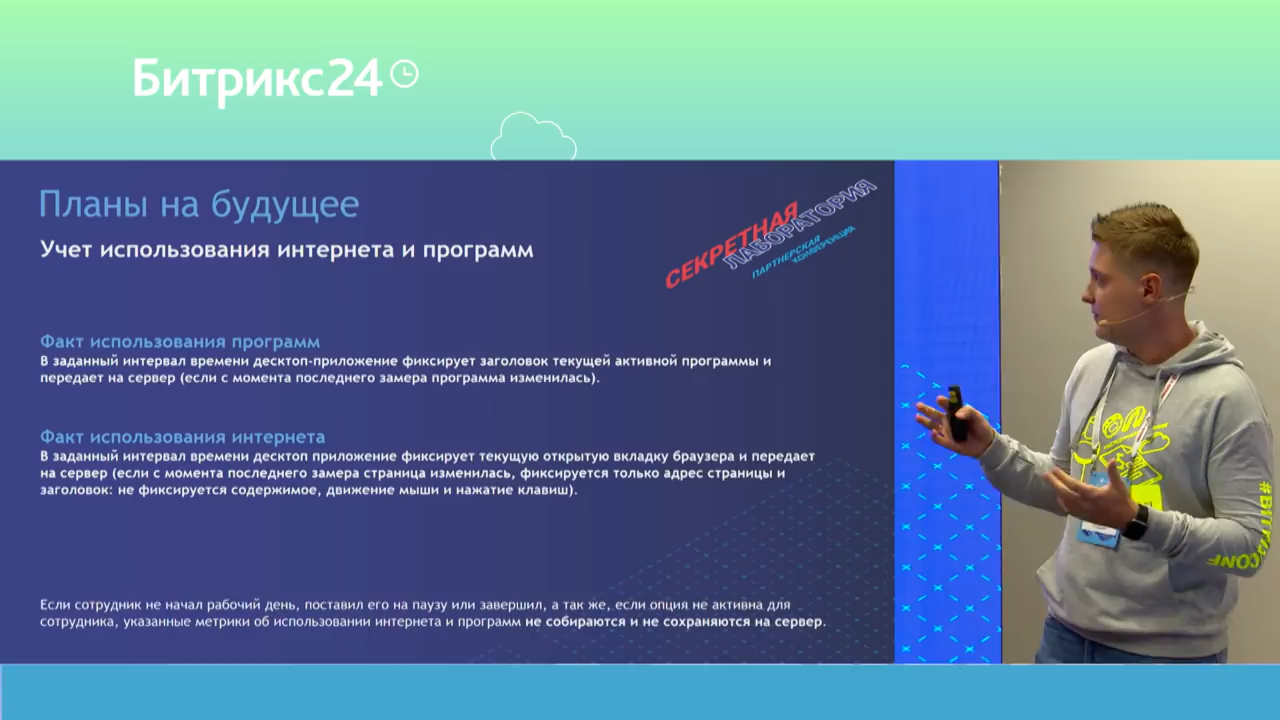 Битрикс24
Планы на будущее
Учет использования интернета и программ
СЕКРЕТНАЯ
ЛАБОРАТОРИЯ
ПАРТНЕРСКАЯ
КОНФЕРЕНЦИЯ
Факт использования программ
В заданный интервал времени десктоп-приложение фиксирует заголовок текущей активной программы и
передает на сервер (если с момента последнего замера программа изменилась).
Факт использования интернета
В заданный интервал времени десктоп приложение фиксирует текущую открытую вкладку браузера и передает
на сервер (если с момента последнего замера страница изменилась, фиксируется только адрес страницы и
заголовок: не фиксируется содержимое, движение мыши и нажатие клавиш).
Если сотрудник не начал рабочий день, поставил его на паузу или завершил, а так же, если опция не активна для
сотрудника, указанные метрики об использовании интернета и программ не собираются и не сохраняются на сервер.